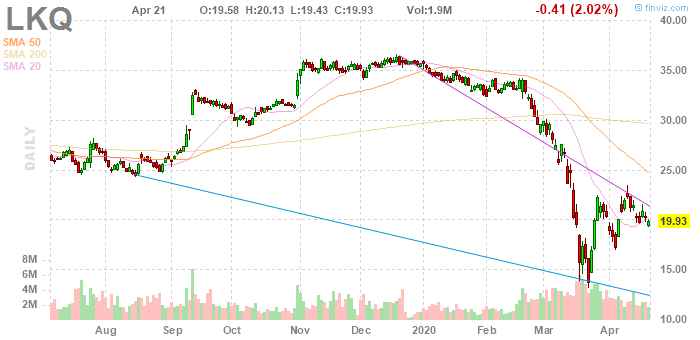 LKQ Apr 21 O:19.58 H:20.13 L:19.43 C:19.93 Vol:1.9M -0.41 (2.02%) © finviz.com
SMA 50
SMA 200
SMA 20
DAILY
40.00
35.00
30.00
25.00
19.93
15.00
10.00
8M
6M
4M
2M
Aug Sep Oct Nov Dec 2020 Feb Mar Apr